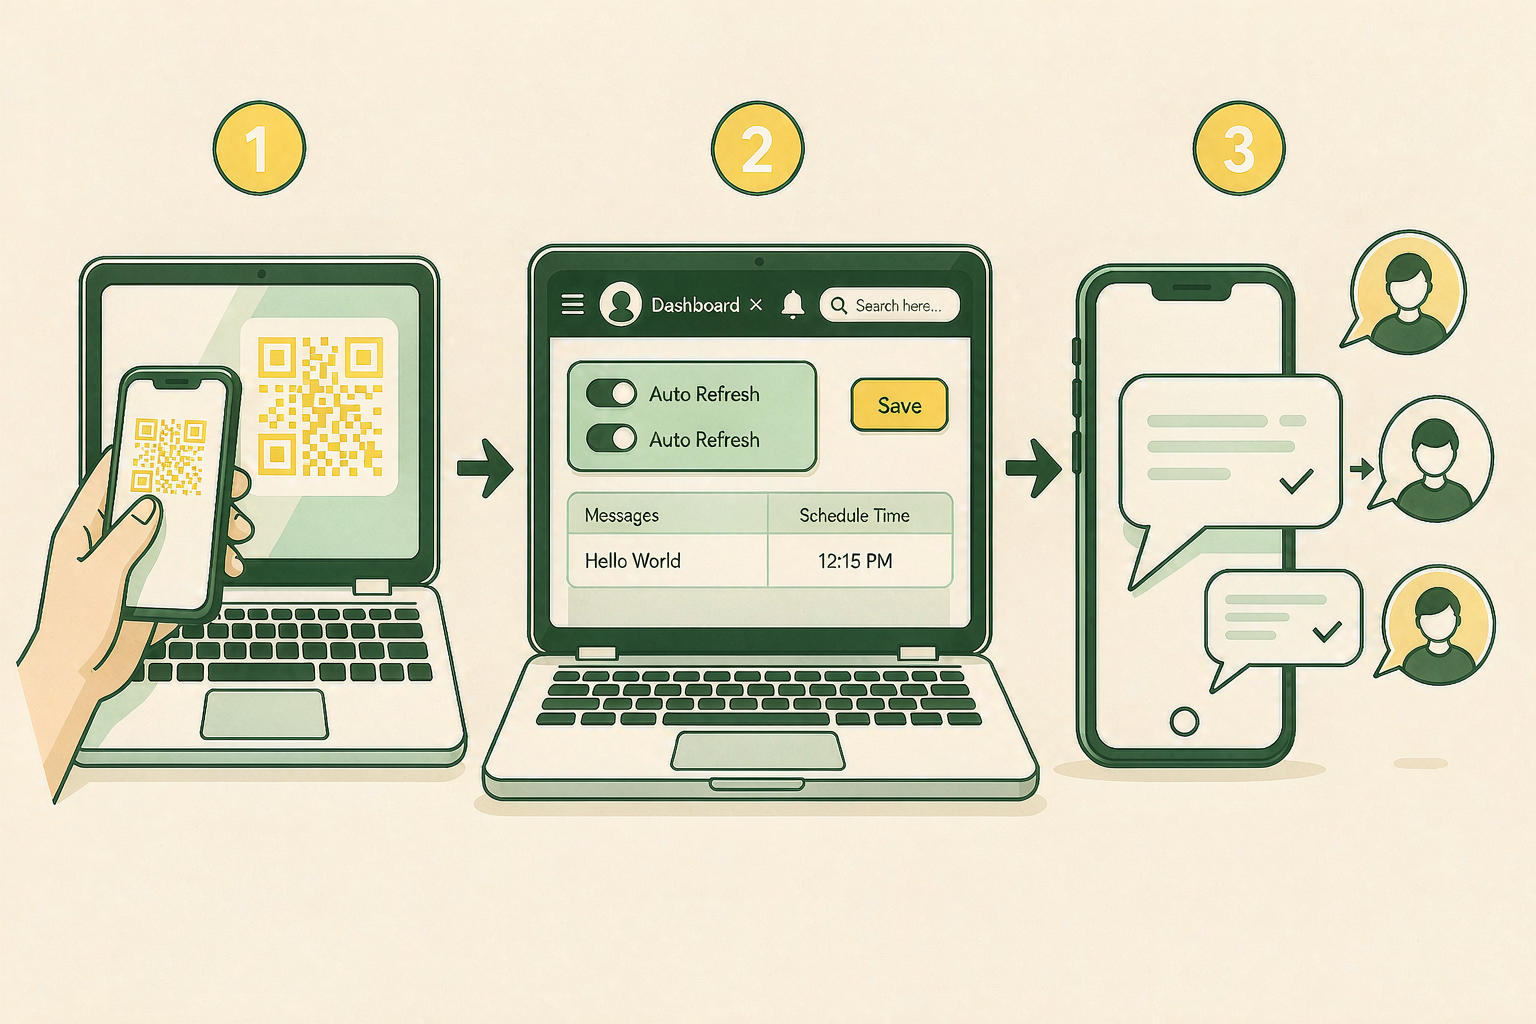 1
2
3
Dashboard ×
Search here...
Auto Refresh
Save
Auto Refresh
Messages
Schedule Time
Hello World
12:15 PM